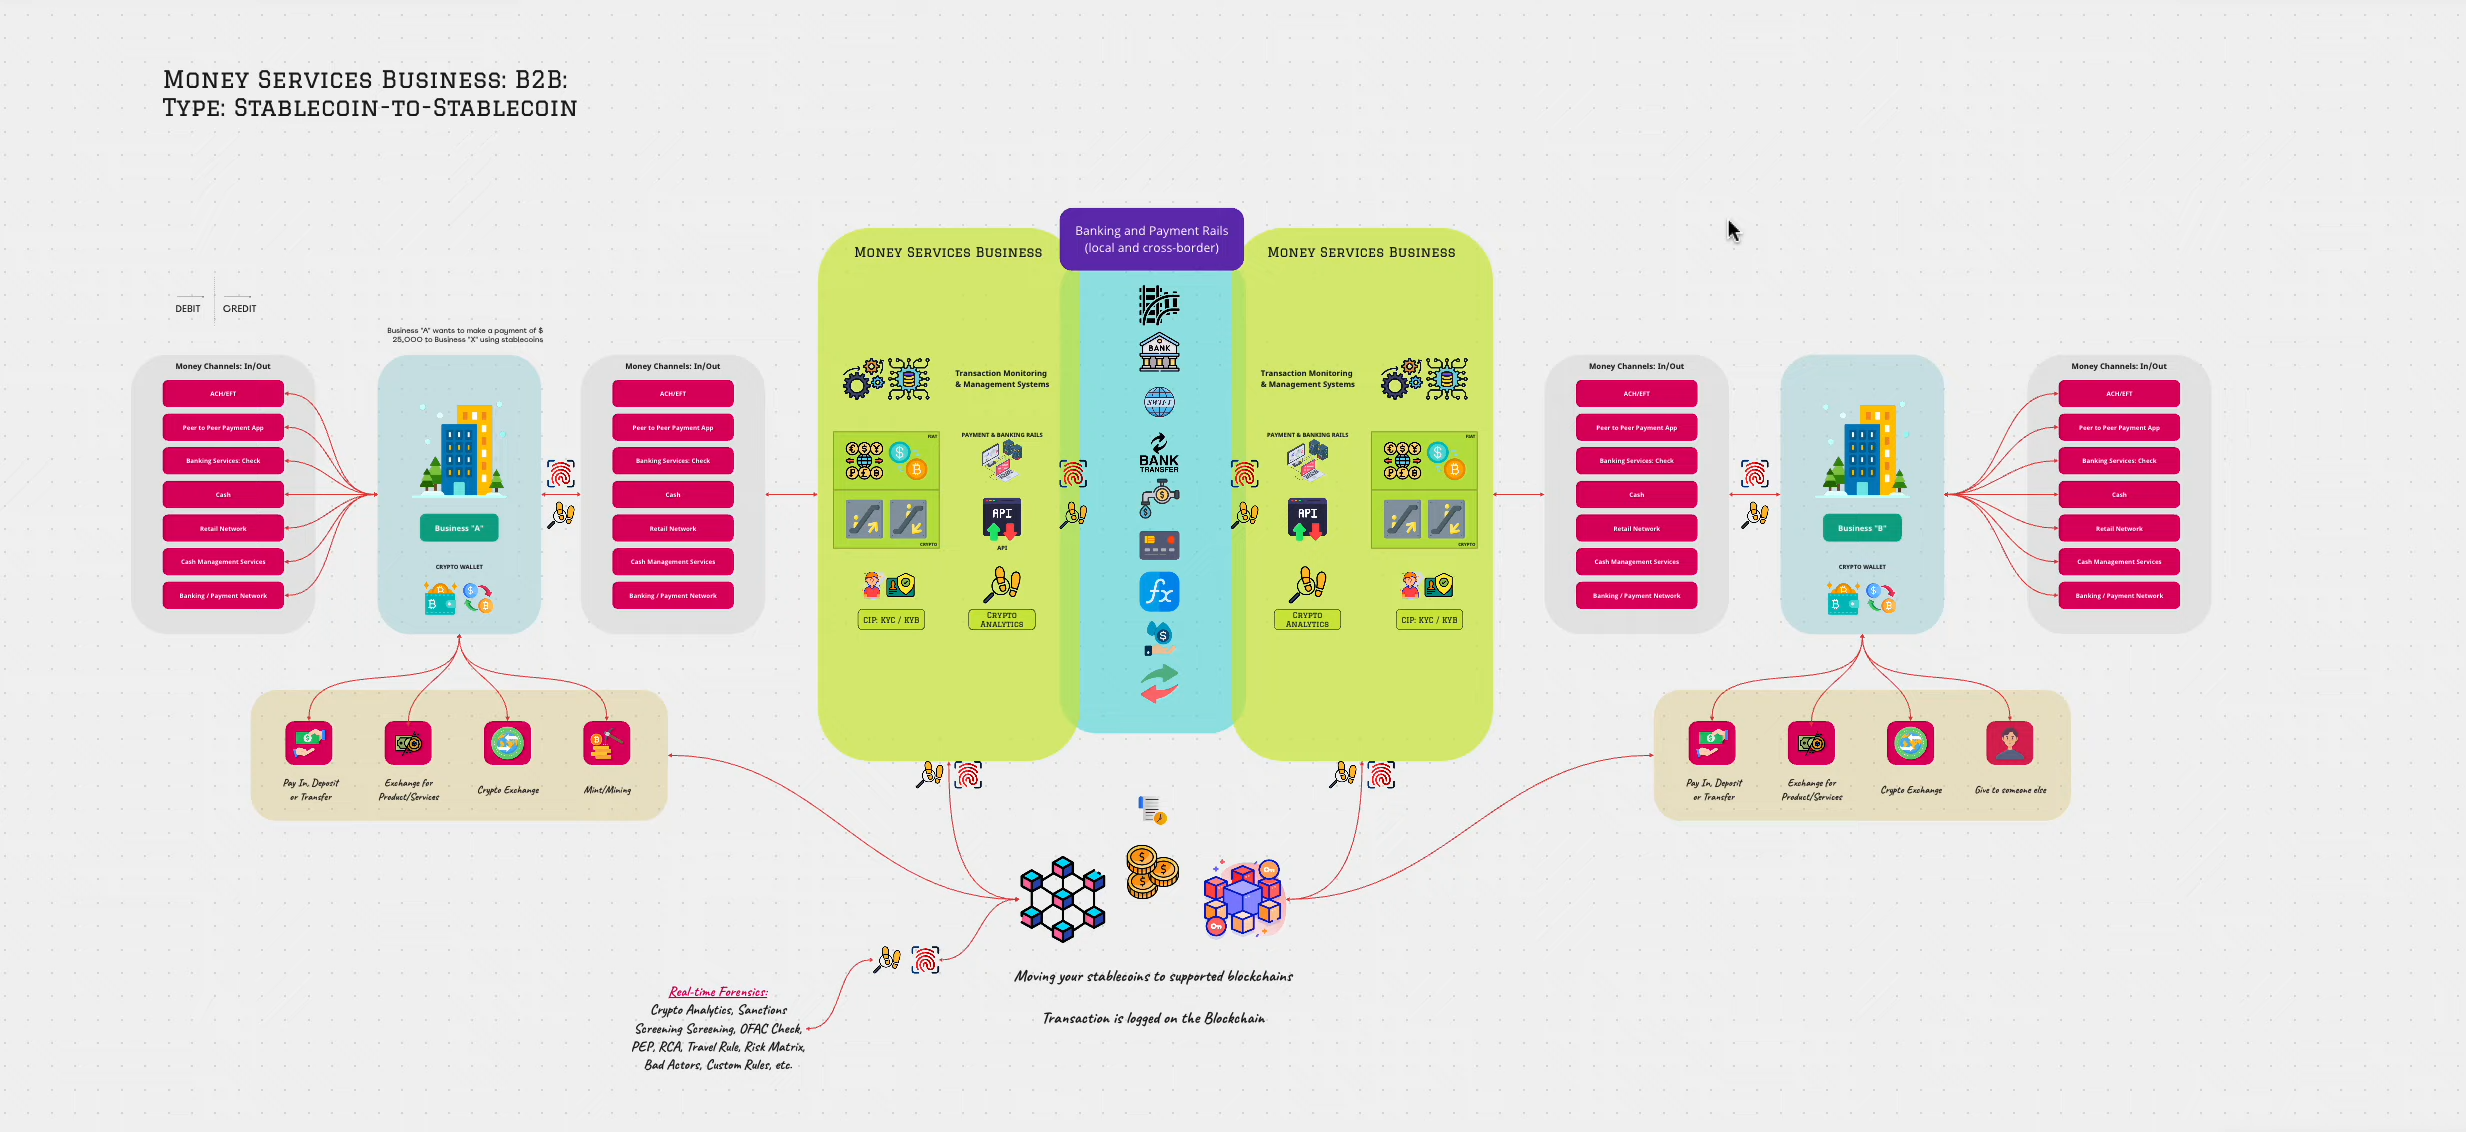 Money Services Business: B2B:
Type: Stablecoin-to-Stablecoin
DEBIT
CREDIT
Business "A" wants to make a payment of $
25,000 to Business "X" using stablecoins
Money Channels: In/Out
ACH/EFT
Peer to Peer Payment App
Banking Services: Check
Cash
Retail Network
Cash Management Services
Banking / Payment Network
Business "A"
CRYPTO WALLET
Money Channels: In/Out
ACH/EFT
Peer to Peer Payment App
Banking Services: Check
Cash
Retail Network
Cash Management Services
Banking / Payment Network
Pay In, Deposit
or Transfer
Exchange for
Product/Services
Crypto Exchange
Mint/Mining
Money Services Business
Transaction Monitoring
& Management Systems
FIAT
CRYPTO
PAYMENT & BANKING RAILS
API
API
CIP: KYC / KYB
Crypto
Analytics
Banking and Payment Rails
(local and cross-border)
BANK
SWIFT
BANK
TRANSFER
fx
Money Services Business
Transaction Monitoring
& Management Systems
PAYMENT & BANKING RAILS
API
FIAT
CRYPTO
Crypto
Analytics
CIP: KYC / KYB
Money Channels: In/Out
ACH/EFT
Peer to Peer Payment App
Banking Services: Check
Cash
Retail Network
Cash Management Services
Banking / Payment Network
Business "B"
CRYPTO WALLET
Money Channels: In/Out
ACH/EFT
Peer to Peer Payment App
Banking Services: Check
Cash
Retail Network
Cash Management Services
Banking / Payment Network
Pay In, Deposit
or Transfer
Exchange for
Product/Services
Crypto Exchange
Give to someone else
Moving your stablecoins to supported blockchains
Transaction is logged on the Blockchain
Real-time Forensics:
Crypto Analytics, Sanctions
Screening Screening, OFAC Check,
PEP, RCA, Travel Rule, Risk Matrix,
Bad Actors, Custom Rules, etc.